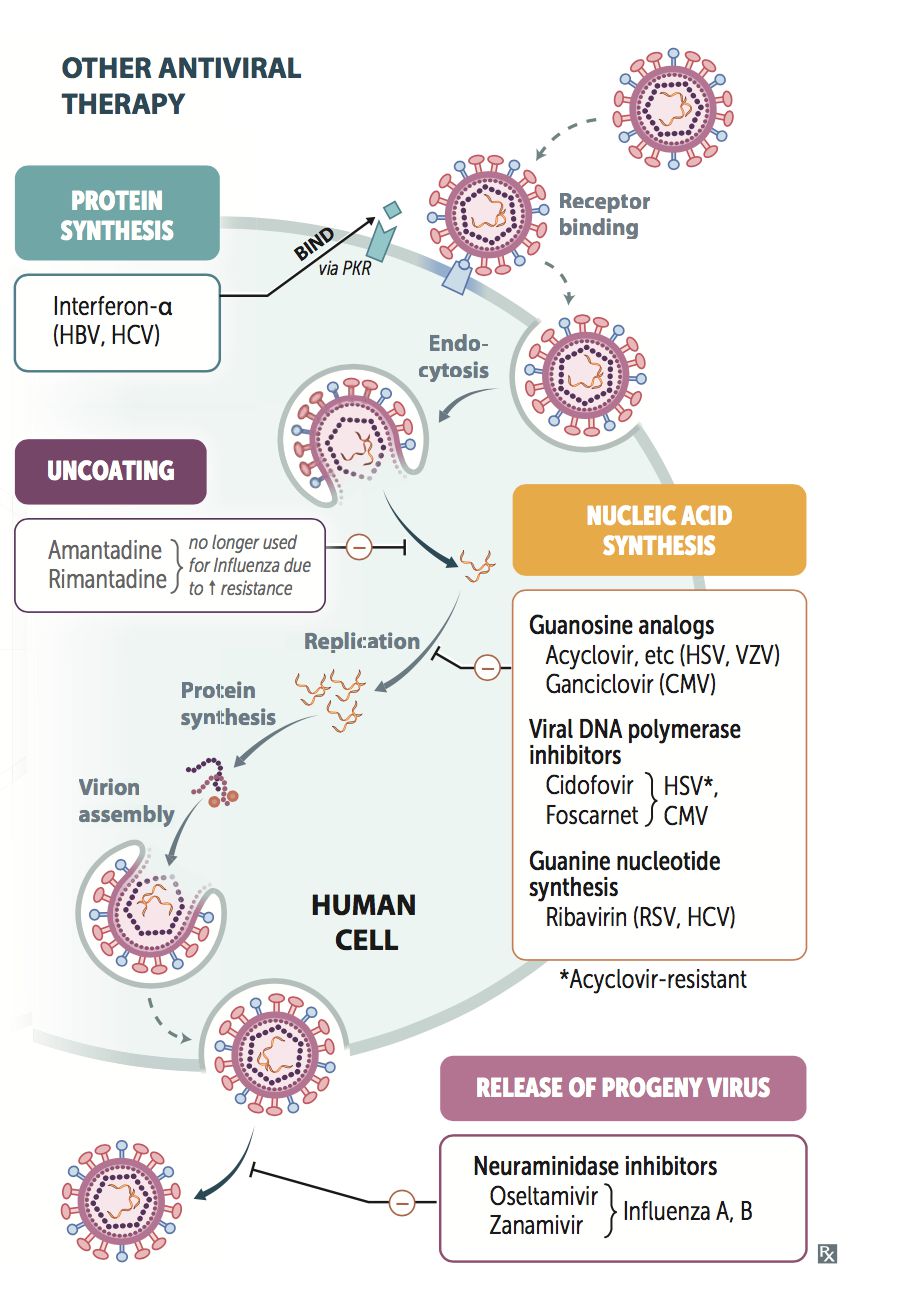 OTHER ANTIVIRAL
THERAPY
PROTEIN
SYNTHESIS
Interferon-α
(HBV, HCV)
BIND
via PKR
Receptor
binding
Endo-
cytosis
UNCOATING
Amantadine
Rimantadine
no longer used
for Influenza due
to ↑ resistance
−
NUCLEIC ACID
SYNTHESIS
Guanosine analogs
Acyclovir, etc (HSV, VZV)
Ganciclovir (CMV)
Viral DNA polymerase
inhibitors
Cidofovir
Foscarnet
HSV*,
CMV
Guanine nucleotide
synthesis
Ribavirin (RSV, HCV)
*Acyclovir-resistant
−
Replication
Protein
synthesis
Virion
assembly
HUMAN
CELL
RELEASE OF PROGENY VIRUS
Neuraminidase inhibitors
Oseltamivir
Zanamivir
Influenza A, B
−
Rx